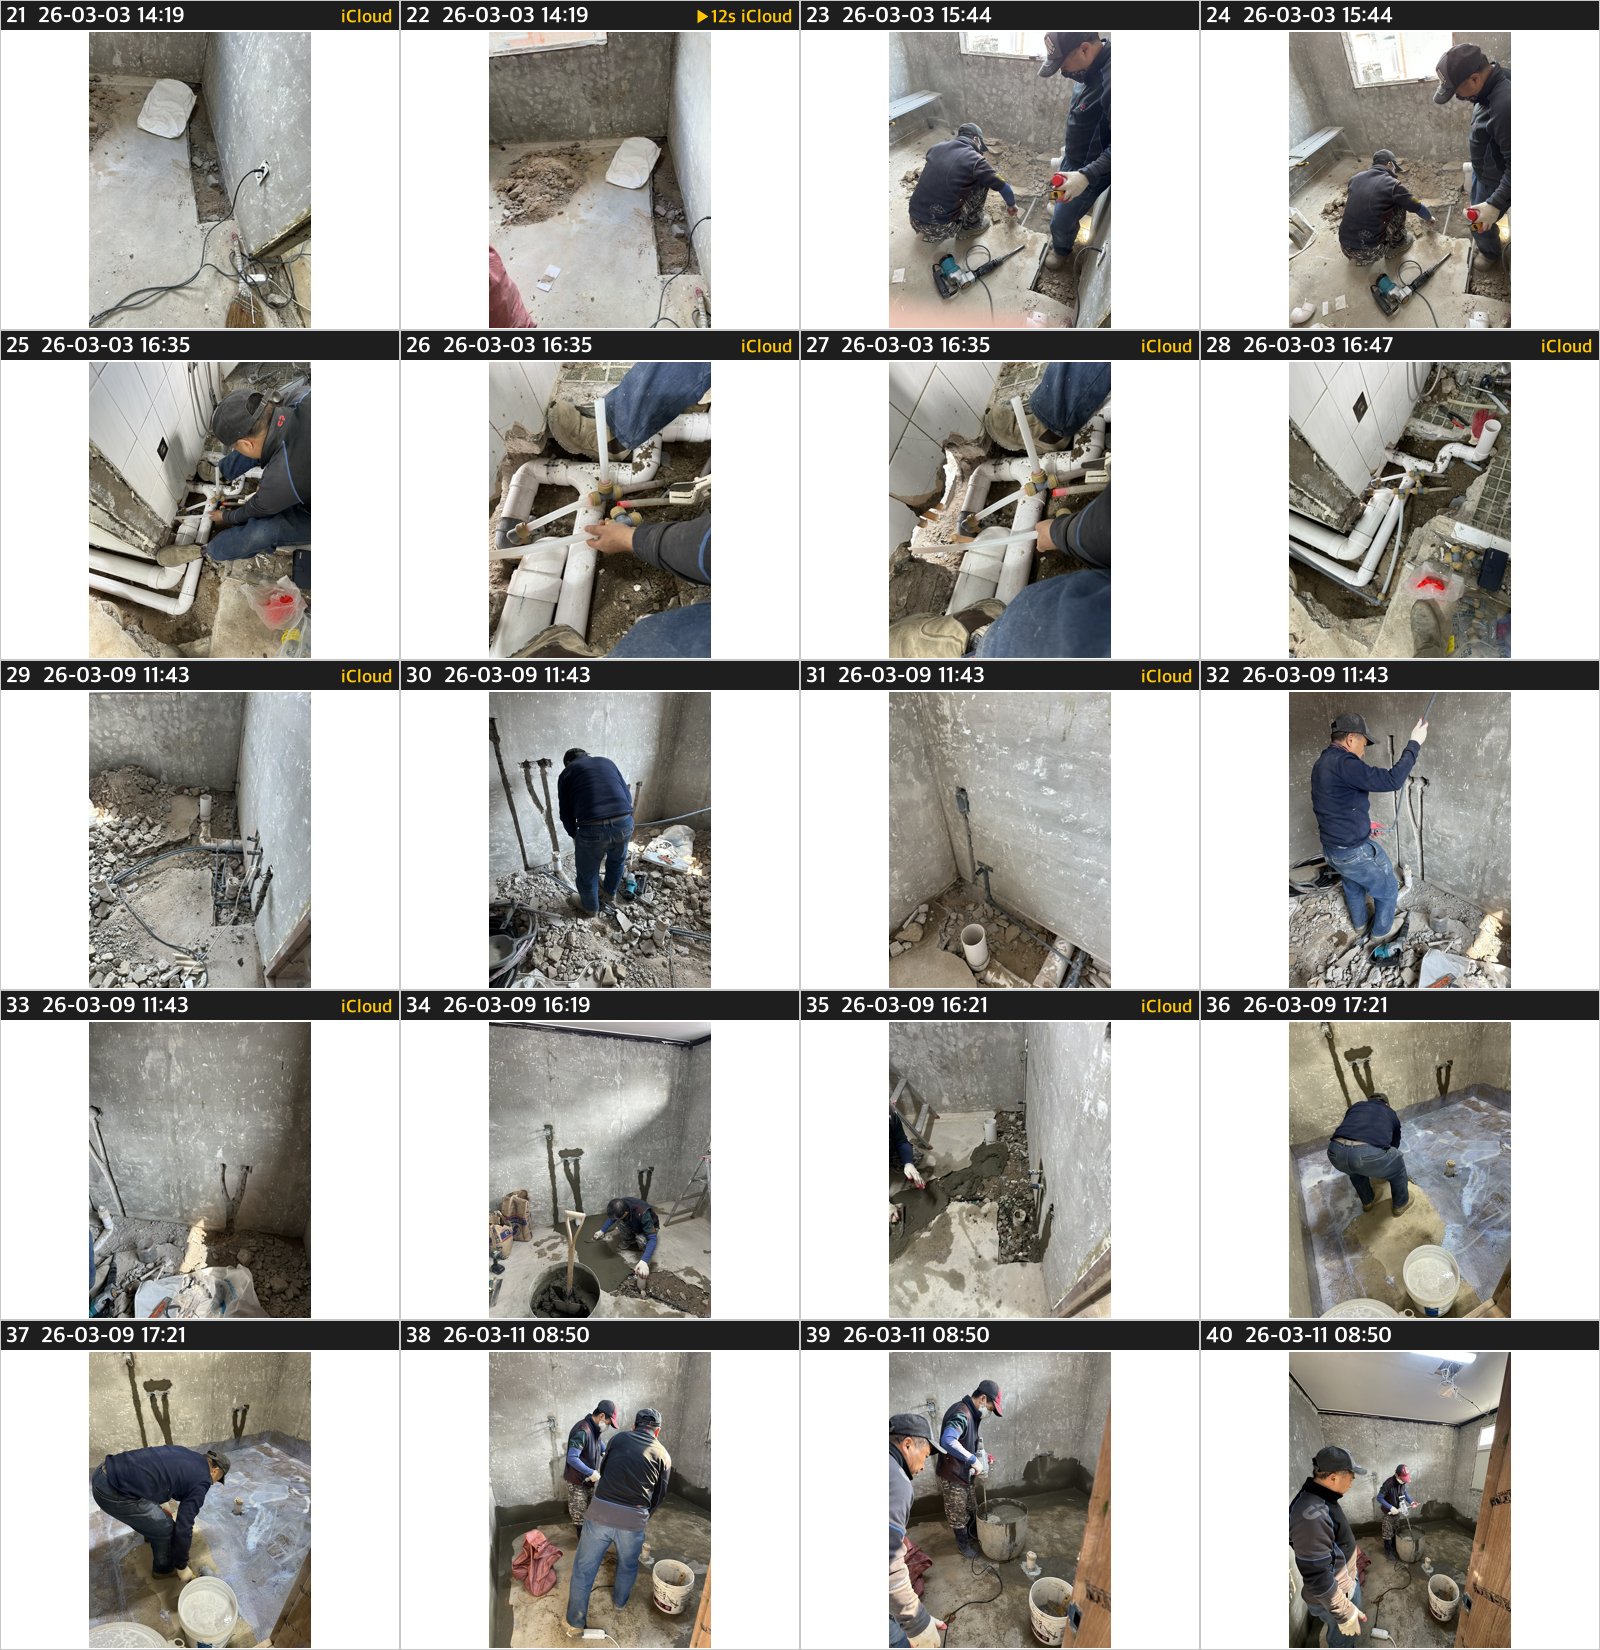 21 26-03-03 14:19 iCloud
22 26-03-03 14:19 ▶12s iCloud
23 26-03-03 15:44
24 26-03-03 15:44
25 26-03-03 16:35
26 26-03-03 16:35 iCloud
27 26-03-03 16:35 iCloud
28 26-03-03 16:47 iCloud
29 26-03-09 11:43 iCloud
30 26-03-09 11:43
31 26-03-09 11:43 iCloud
32 26-03-09 11:43
33 26-03-09 11:43 iCloud
34 26-03-09 16:19
35 26-03-09 16:21 iCloud
36 26-03-09 17:21
37 26-03-09 17:21
38 26-03-11 08:50
39 26-03-11 08:50
40 26-03-11 08:50